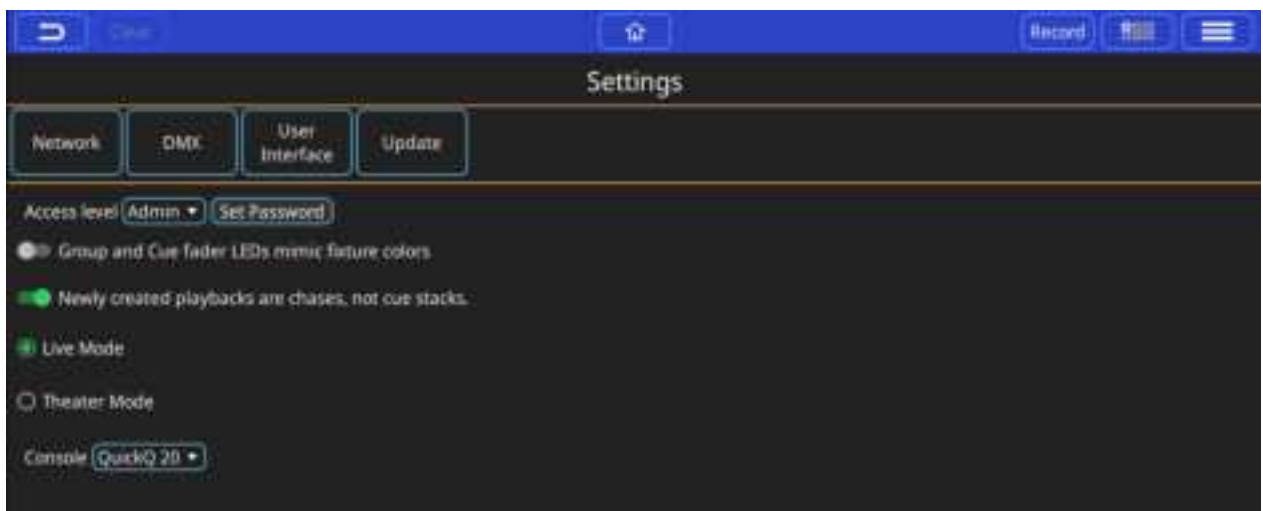 Clear
Record
Settings
Network
DMX
User
Interface
Update
Access level Admin Set Password
Group and Cue fader LEDs mimic fixture colors
Newly created playbacks are chases, not cue stacks.
Live Mode
Theater Mode
Console QuickQ 20